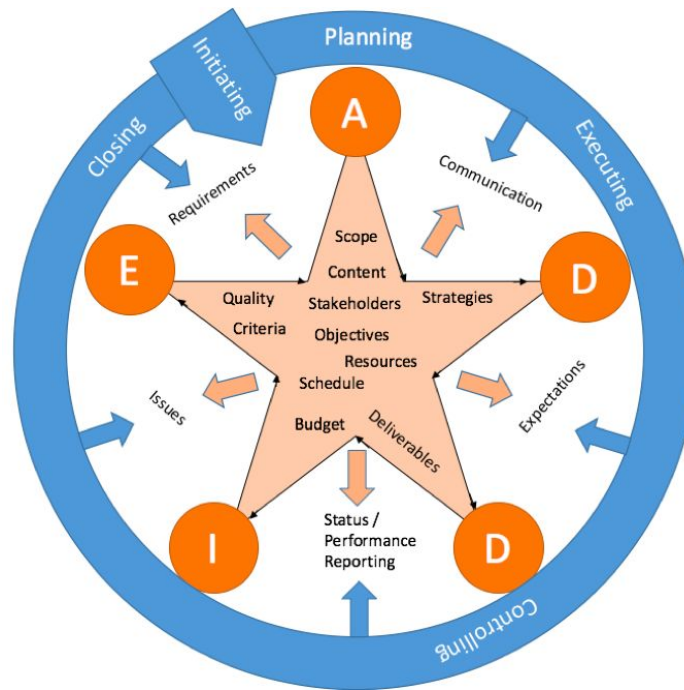 Initiating
Planning
Executing
Controlling
Closing
A
D
D
I
E
Requirements
Communication
Expectations
Status /
Performance
Reporting
Issues
Scope
Content
Quality
Stakeholders
Strategies
Criteria
Objectives
Resources
Schedule
Budget
Deliverables